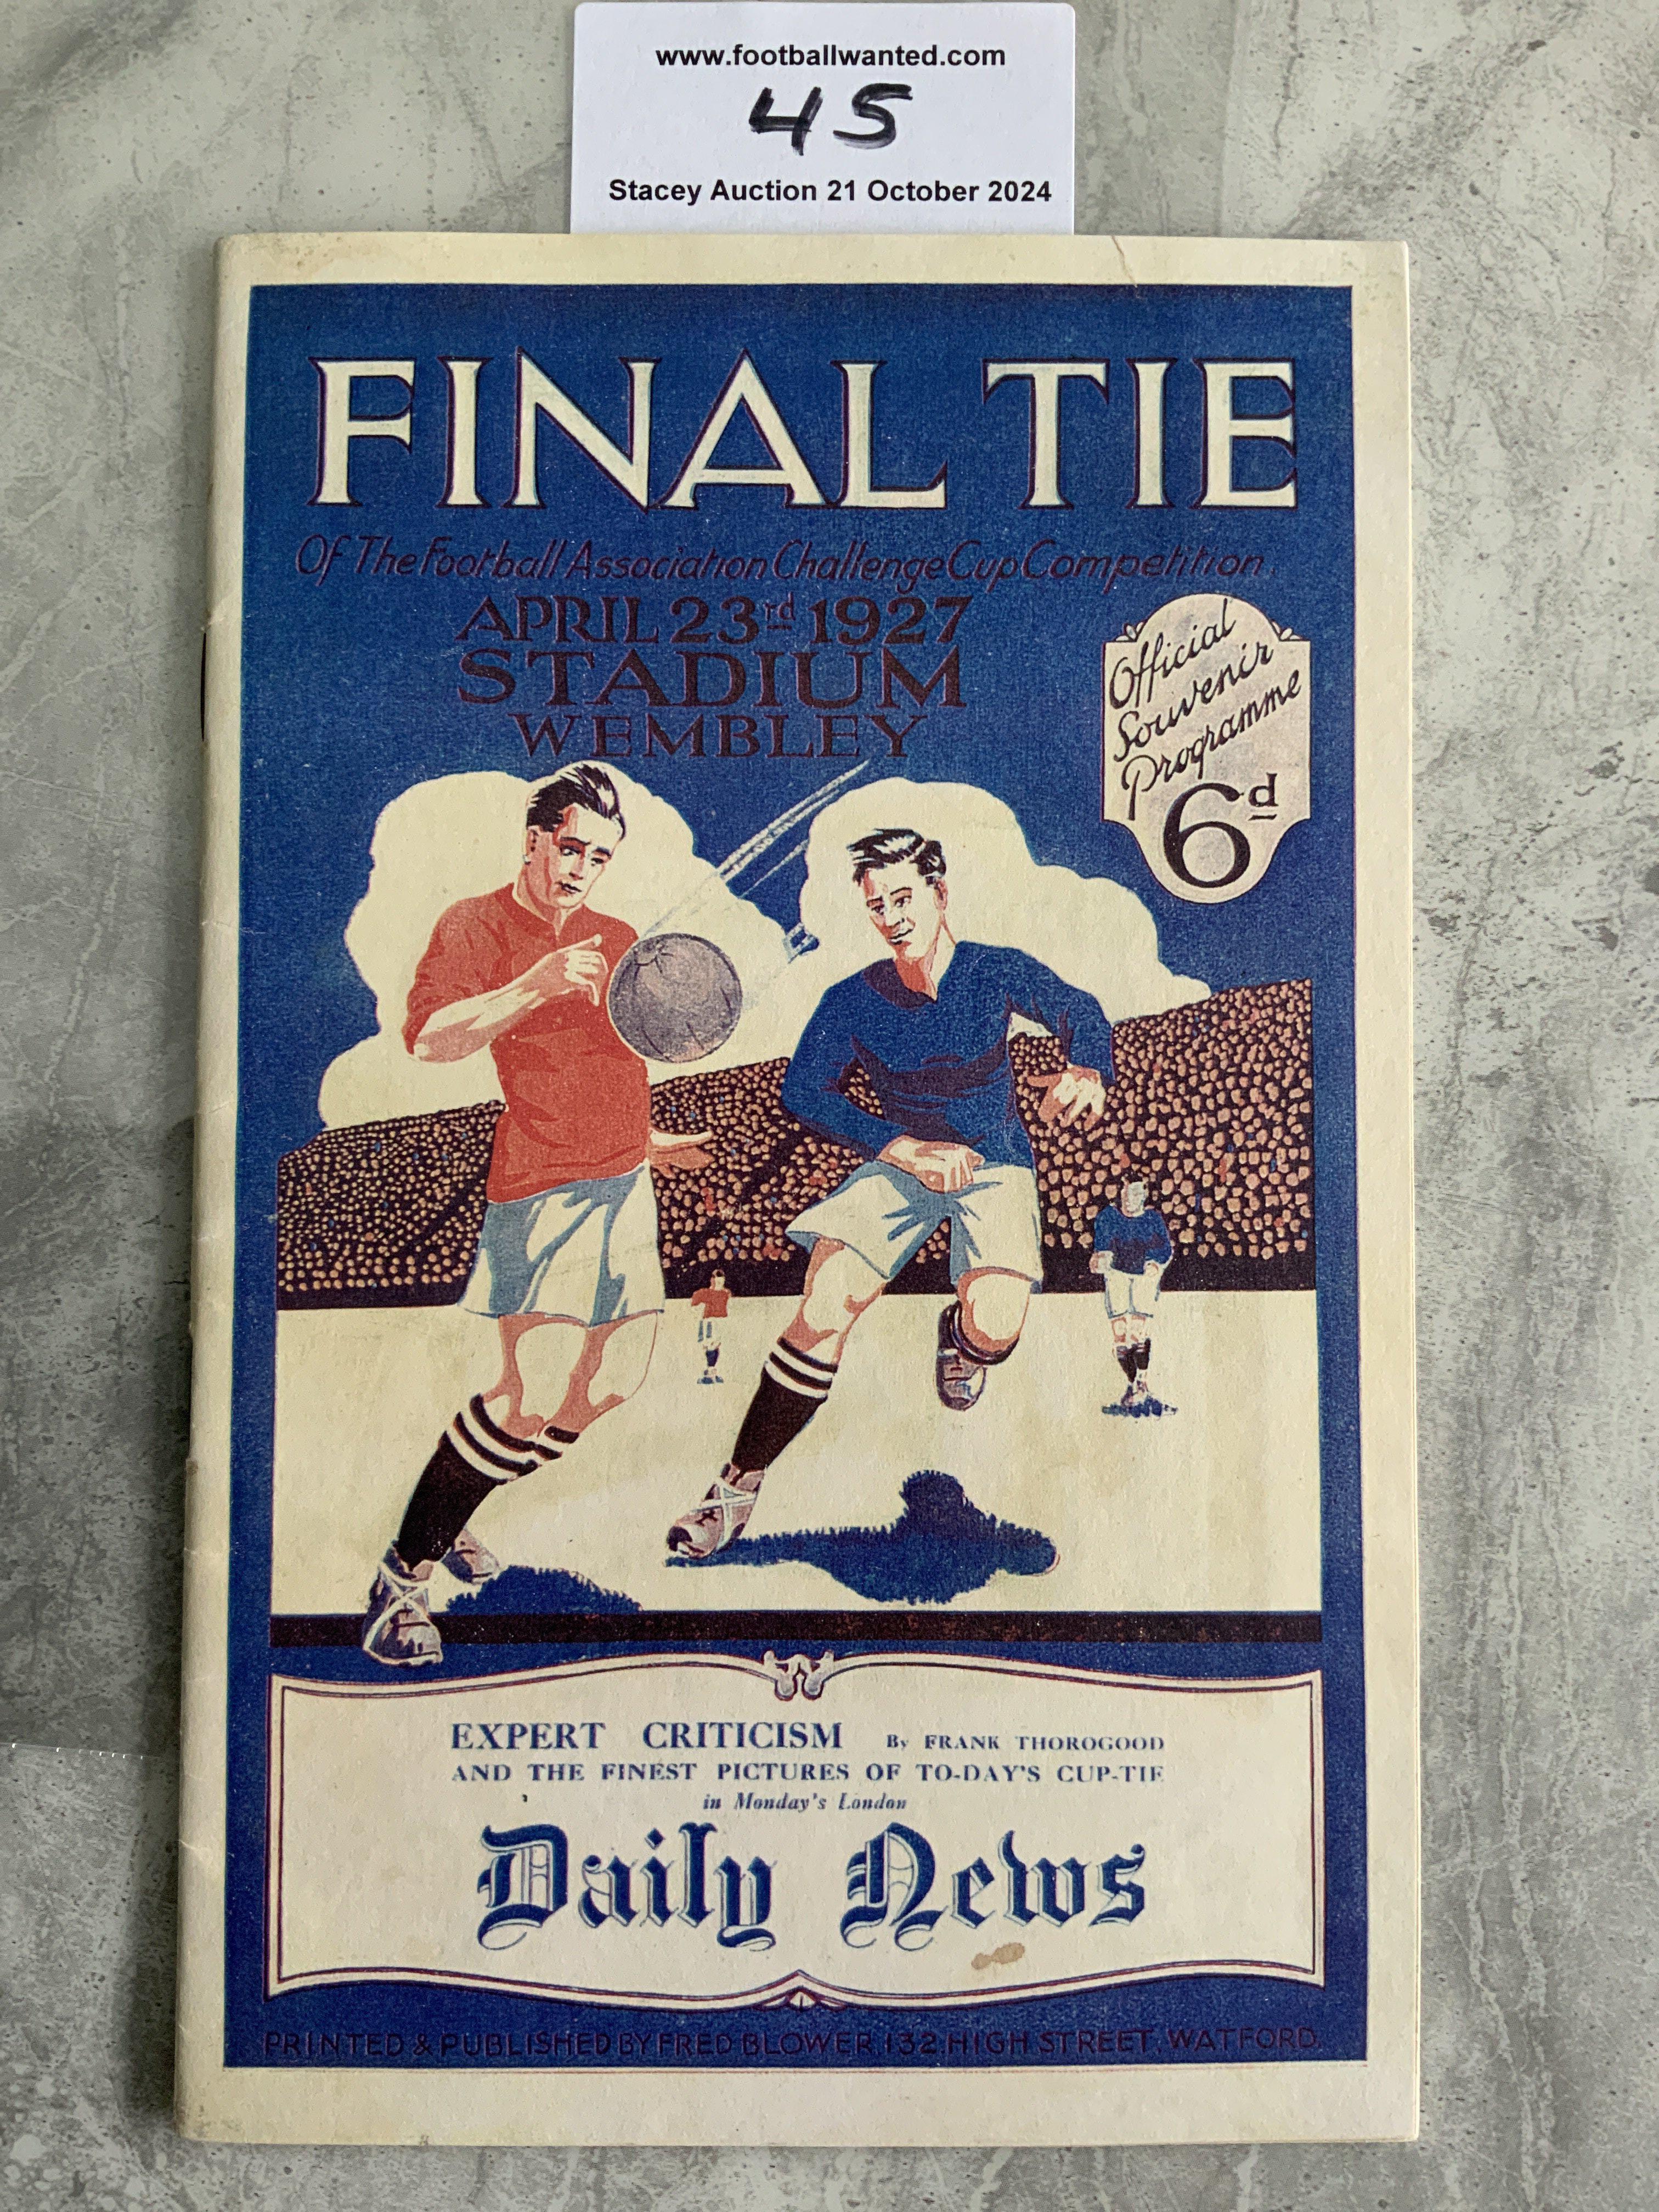 www.footballwanted.com
45
Stacey Auction 21 October 2024
FINAL TIE
Of The Football Association Challenge Cup Competition.
APRIL 23rd 1927
STADIUM
WEMBLEY
Official
Souvenir
Programme
6d
EXPERT CRITICISM By FRANK THOROGOOD
AND THE FINEST PICTURES OF TO-DAY'S CUP-TIE
in Monday's London
Daily News
PRINTED & PUBLISHED BY FRED BLOWER, 132, HIGH STREET, WATFORD.